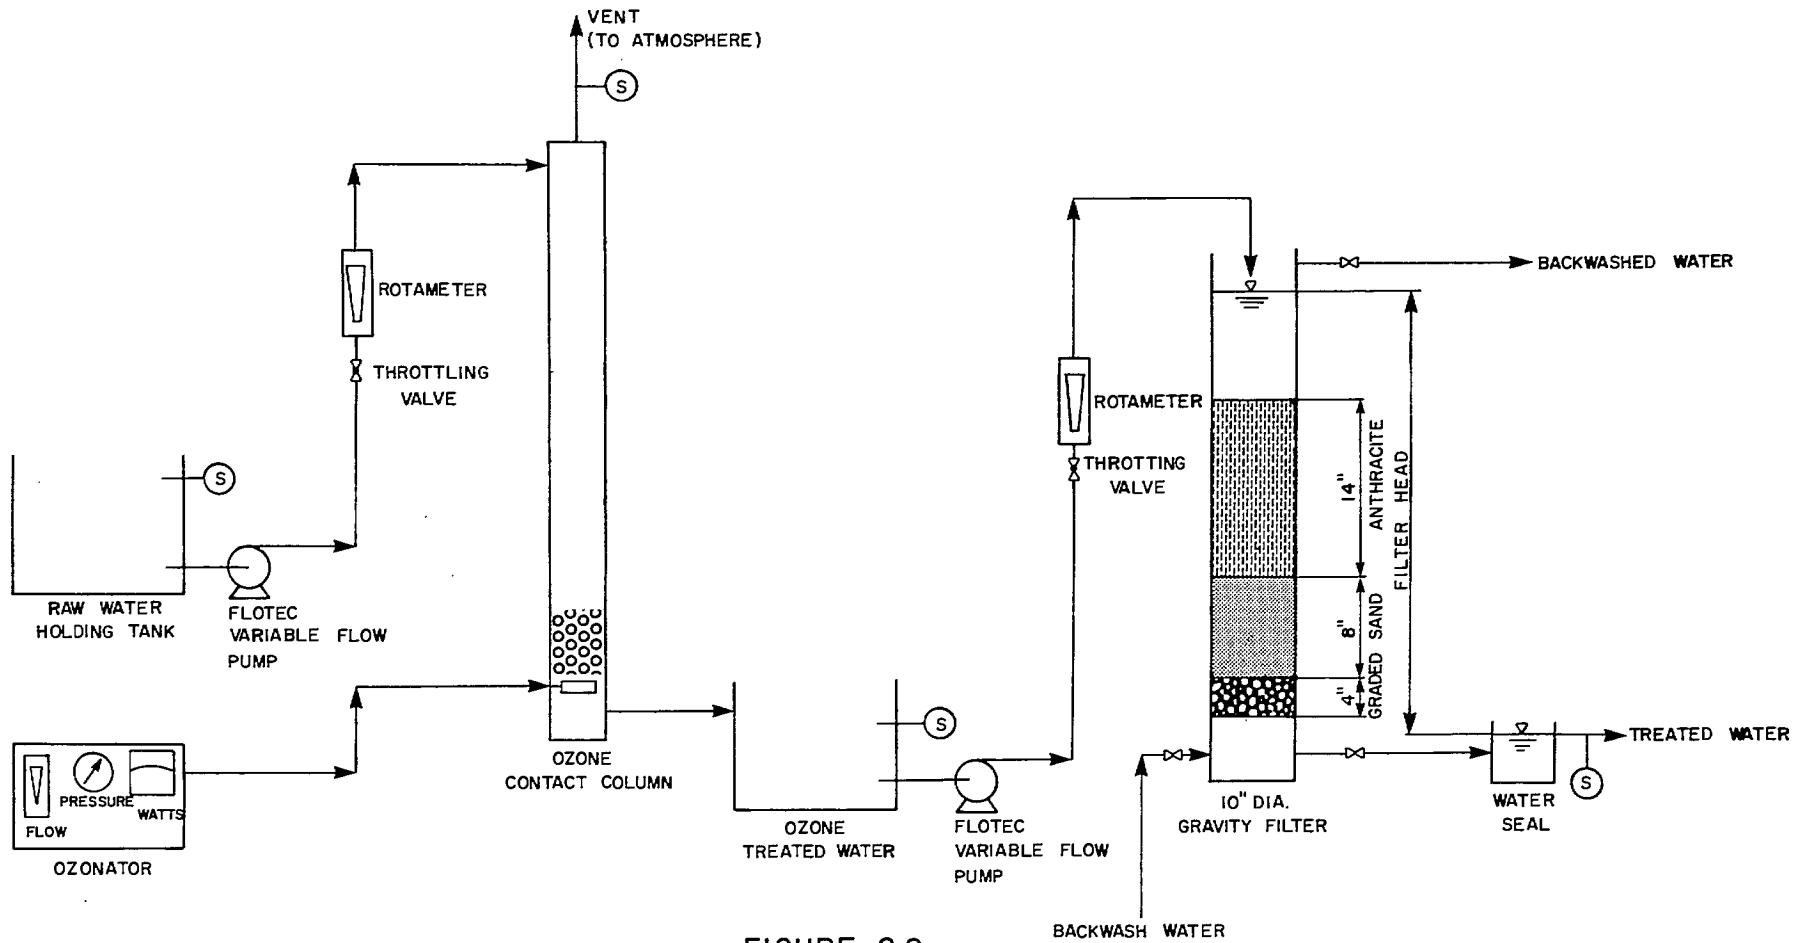 VENT
(TO ATMOSPHERE)
S
ROTAMETER
THROTTLING
VALVE
S
RAW WATER
HOLDING TANK
FLOTEC
VARIABLE FLOW
PUMP
PRESSURE
WATTS
FLOW
OZONATOR
OZONE
CONTACT COLUMN
S
OZONE
TREATED WATER
FLOTEC
VARIABLE FLOW
PUMP
ROTAMETER
THROTTING
VALVE
BACKWASHED WATER
14"
ANTHRACITE
FILTER HEAD
8"
4"
GRADED SAND
TREATED WATER
S
WATER
SEAL
10" DIA.
GRAVITY FILTER
BACKWASH WATER